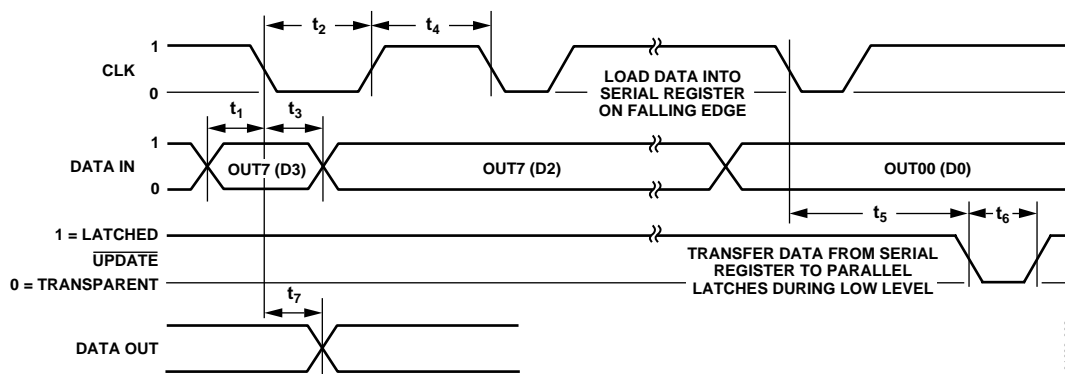 t2
t4
1
CLK
0
LOAD DATA INTO
SERIAL REGISTER
ON FALLING EDGE
t1
t3
1
DATA IN
0
OUT7 (D3)
OUT7 (D2)
OUT00 (D0)
t5
t6
1 = LATCHED
UPDATE
0 = TRANSPARENT
TRANSFER DATA FROM SERIAL
REGISTER TO PARALLEL
LATCHES DURING LOW LEVEL
t7
DATA OUT